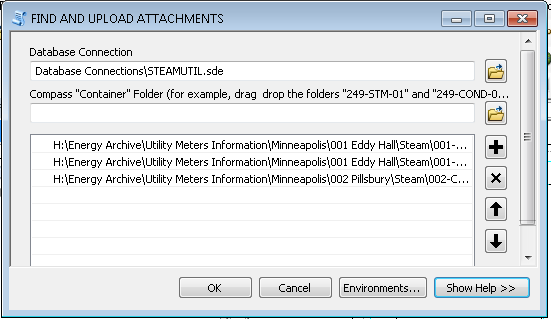 FIND AND UPLOAD ATTACHMENTS
Database Connection
Database Connections\STEAMUTIL.sde
Compass "Container" Folder (for example, drag  drop the folders "249-STM-01" and "249-COND-0...
H:\Energy Archive\Utility Meters Information\Minneapolis\001 Eddy Hall\Steam\001-...
H:\Energy Archive\Utility Meters Information\Minneapolis\001 Eddy Hall\Steam\001-...
H:\Energy Archive\Utility Meters Information\Minneapolis\002 Pillsbury\Steam\002-C...
OK
Cancel
Environments...
Show Help >>